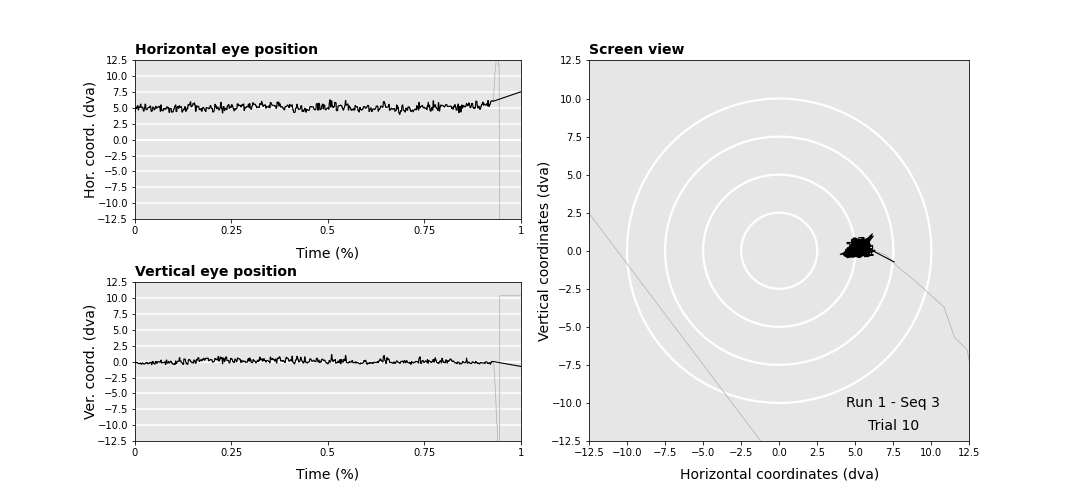 Horizontal eye position
Hor. coord. (dva)
12.5
10.0
7.5
5.0
2.5
0.0
−2.5
−5.0
−7.5
−10.0
−12.5
0 0.25 0.5 0.75 1
Time (%)
Vertical eye position
Ver. coord. (dva)
12.5
10.0
7.5
5.0
2.5
0.0
−2.5
−5.0
−7.5
−10.0
−12.5
0 0.25 0.5 0.75 1
Time (%)
Screen view
Vertical coordinates (dva)
12.5
10.0
7.5
5.0
2.5
0.0
−2.5
−5.0
−7.5
−10.0
−12.5
Run 1 - Seq 3
Trial 10
−12.5 −10.0 −7.5 −5.0 −2.5 0.0 2.5 5.0 7.5 10.0 12.5
Horizontal coordinates (dva)